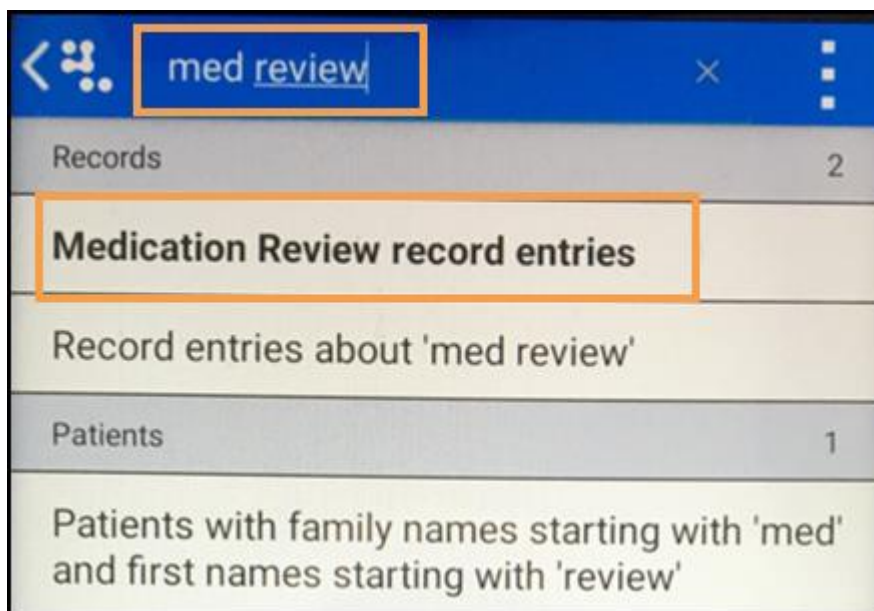 med review
Records 2
Medication Review record entries
Record entries about 'med review'
Patients 1
Patients with family names starting with 'med'
and first names starting with 'review'